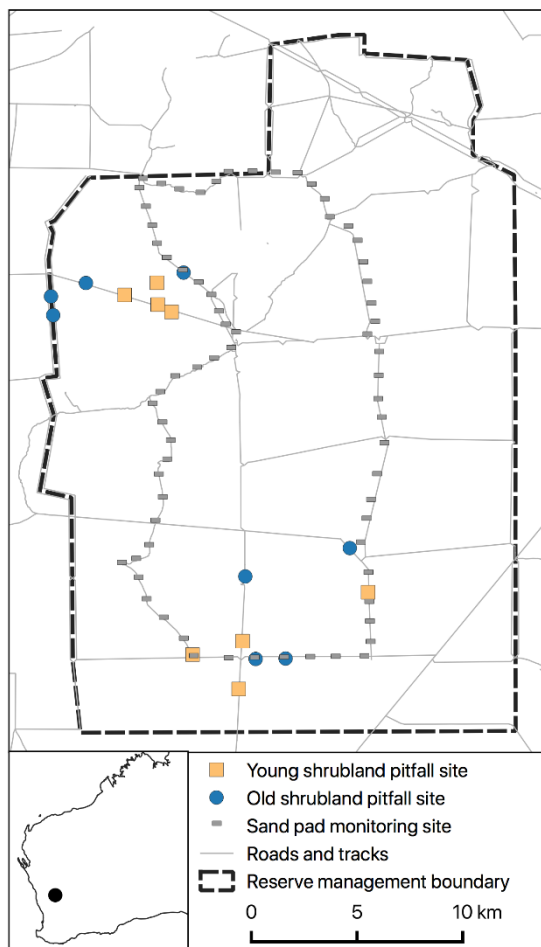 Young shrubland pitfall site
Old shrubland pitfall site
Sand pad monitoring site
Roads and tracks
Reserve management boundary
0 5 10 km